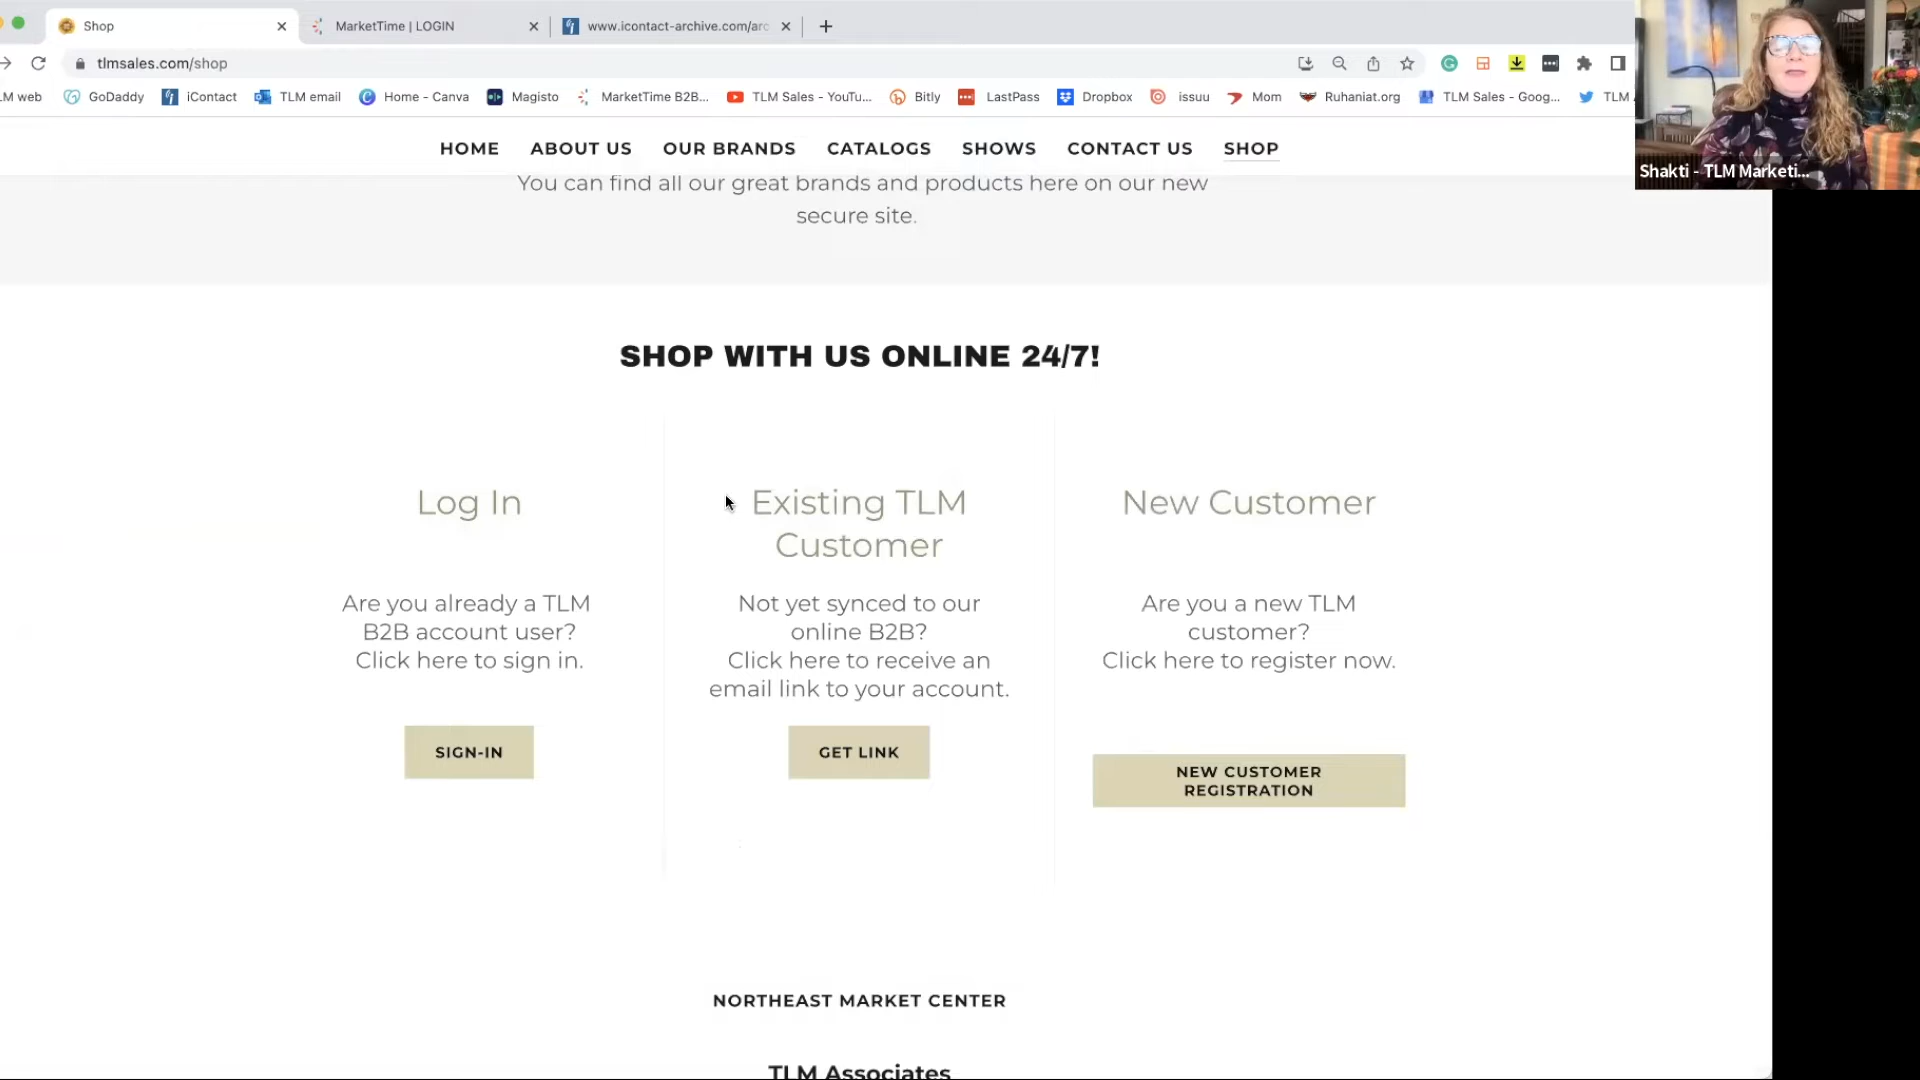 Shop
MarketTime | LOGIN
www.icontact-archive.com/arc
tlmsales.com/shop
LM web
GoDaddy
iContact
TLM email
Home - Canva
Magisto
MarketTime B2B...
TLM Sales - YouTu...
Bitly
LastPass
Dropbox
issuu
Mom
Ruhaniat.org
TLM Sales - Goog...
TLM
Shakti - TLM Marketi...
HOME
ABOUT US
OUR BRANDS
CATALOGS
SHOWS
CONTACT US
SHOP
You can find all our great brands and products here on our new
secure site.
SHOP WITH US ONLINE 24/7!
Log In
Are you already a TLM
B2B account user?
Click here to sign in.
SIGN-IN
Existing TLM
Customer
Not yet synced to our
online B2B?
Click here to receive an
email link to your account.
GET LINK
New Customer
Are you a new TLM
customer?
Click here to register now.
NEW CUSTOMER
REGISTRATION
NORTHEAST MARKET CENTER
TLM Associates